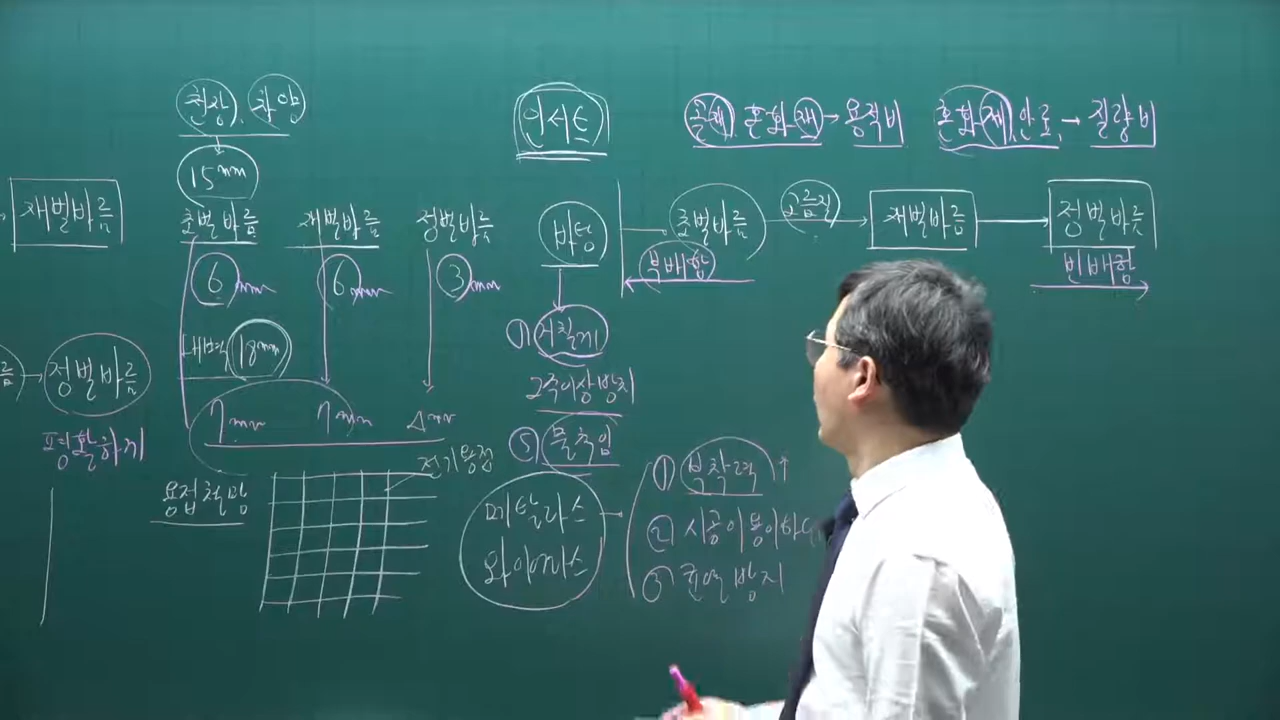 천장, 차양
15mm
초벌바름 재벌바름 정벌바름
6mm 6mm 3mm
바깥벽 18mm
7mm 7mm 4mm
용접철망
전기용접
재벌바름
정벌바름
평활하게
인서트
바탕
① 거칠게
2주이상 방치
⑤ 물축임
메탈라스
와이어라스
① 부착력 ↑
② 시공이 용이하다
③ 균열방지
골재, 혼화재 → 용적비
혼화제, 안료, → 질량비
초벌바름 고름질 재벌바름 정벌바름
부배합
빈배합